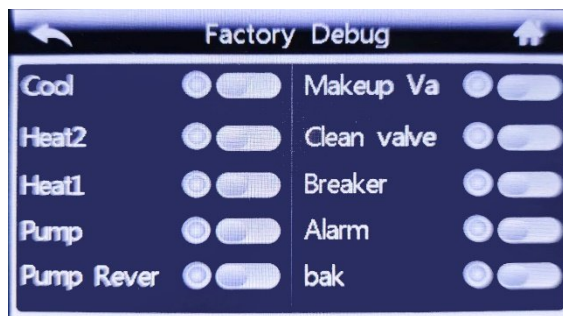 Factory Debug
Cool
Makeup Va
Heat2
Clean valve
Heat1
Breaker
Pump
Alarm
Pump Rever
bak